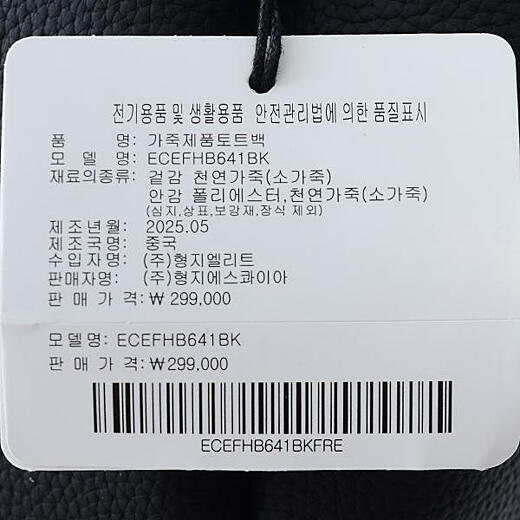 전기용품 및 생활용품 안전관리법에 의한 품질표시
품 명: 가죽제품토트백
모 델 명: ECEFHB641BK
재료의종류: 겉감 천연가죽(소가죽)
안감 폴리에스터,천연가죽(소가죽)
(심지,상표,보강재,장식 제외)
제조년월: 2025.05
제조국명: 중국
수입자명: (주)형지엘리트
판매자명: (주)형지에스콰이아
판 매 가 격: ₩ 299,000
모델명: ECEFHB641BK
판 매 가 격: ₩299,000
ECEFHB641BKFRE